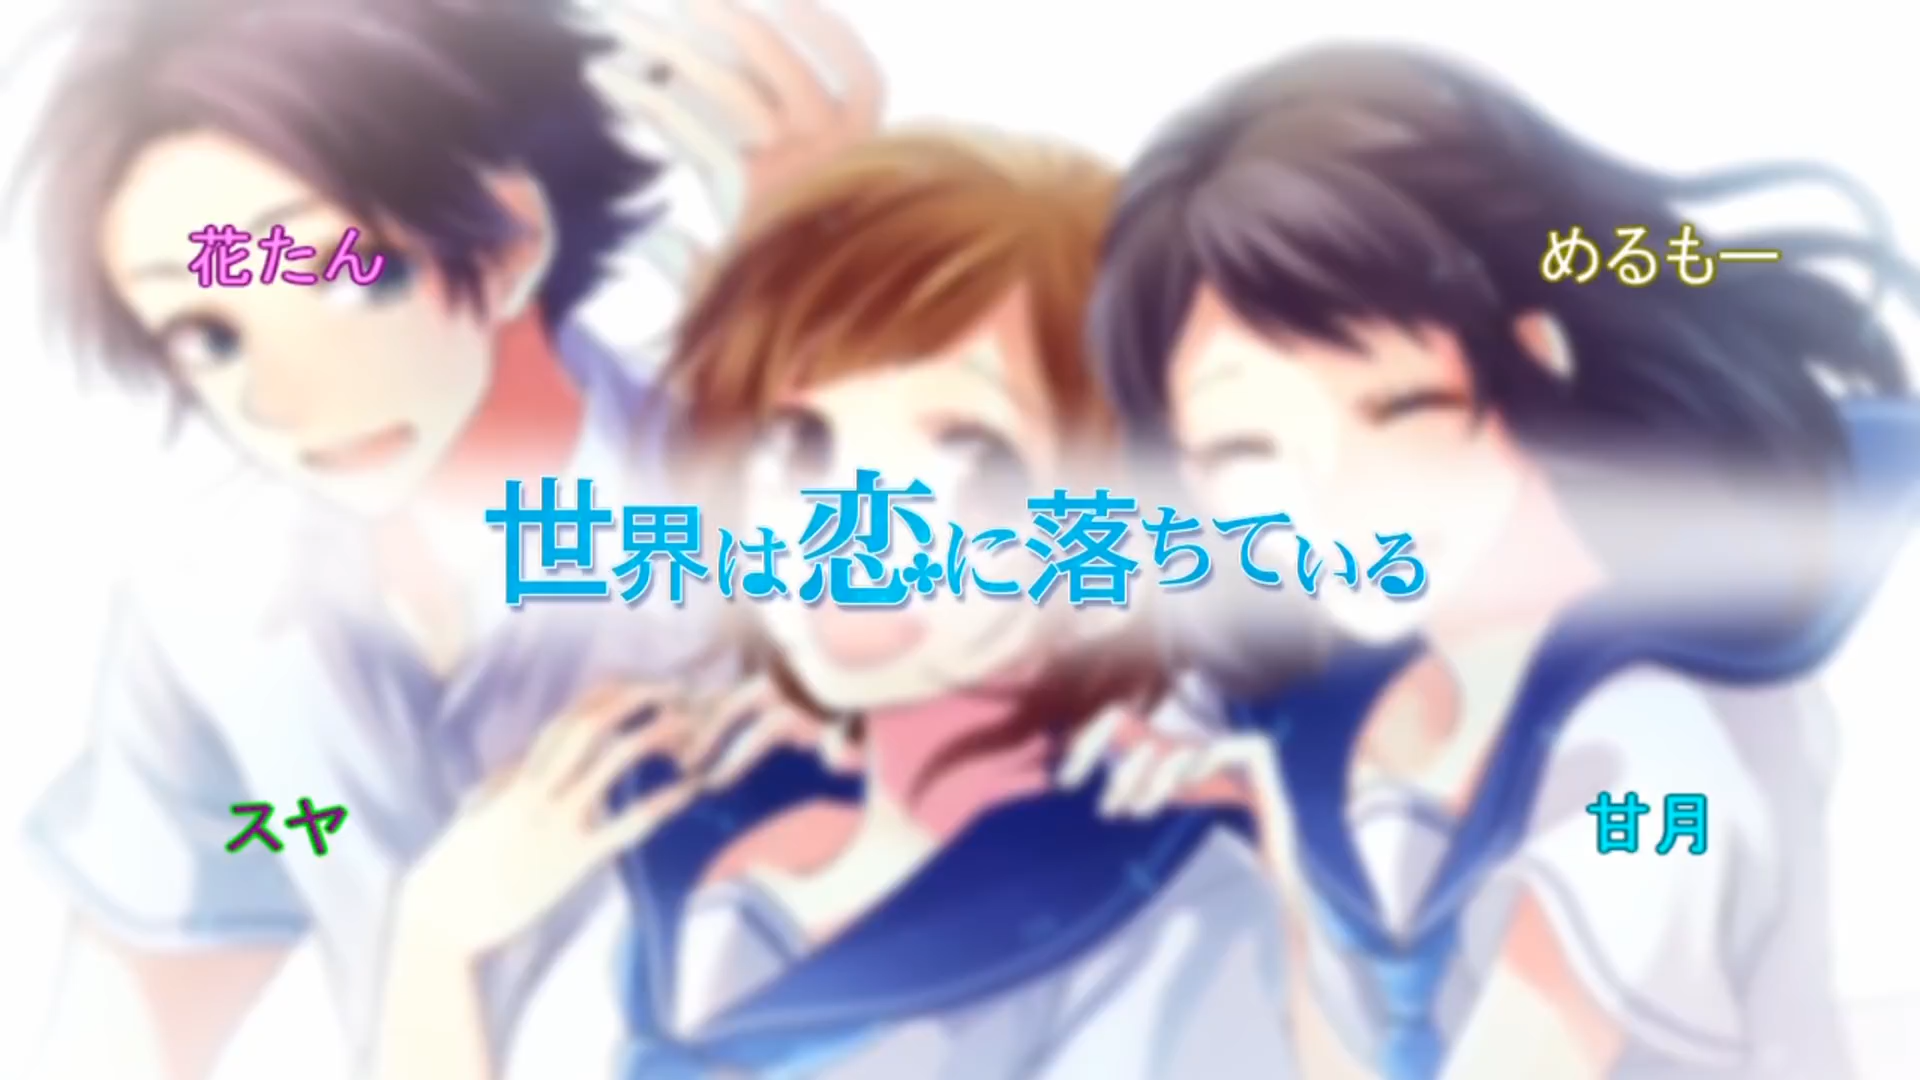 花たん
めるもー
世界は恋に落ちている
スヤ
甘月